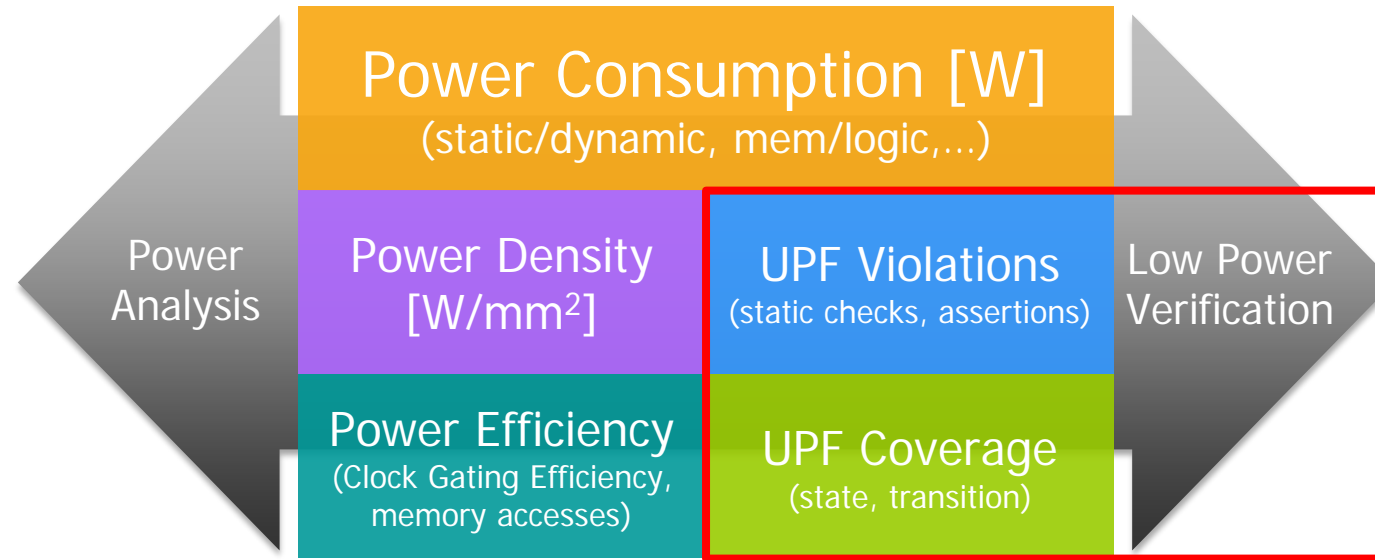 Power Consumption [W]
(static/dynamic, mem/logic,...)
Power
Analysis
Power Density
[W/mm²]
UPF Violations
(static checks, assertions)
Low Power
Verification
Power Efficiency
(Clock Gating Efficiency,
memory accesses)
UPF Coverage
(state, transition)